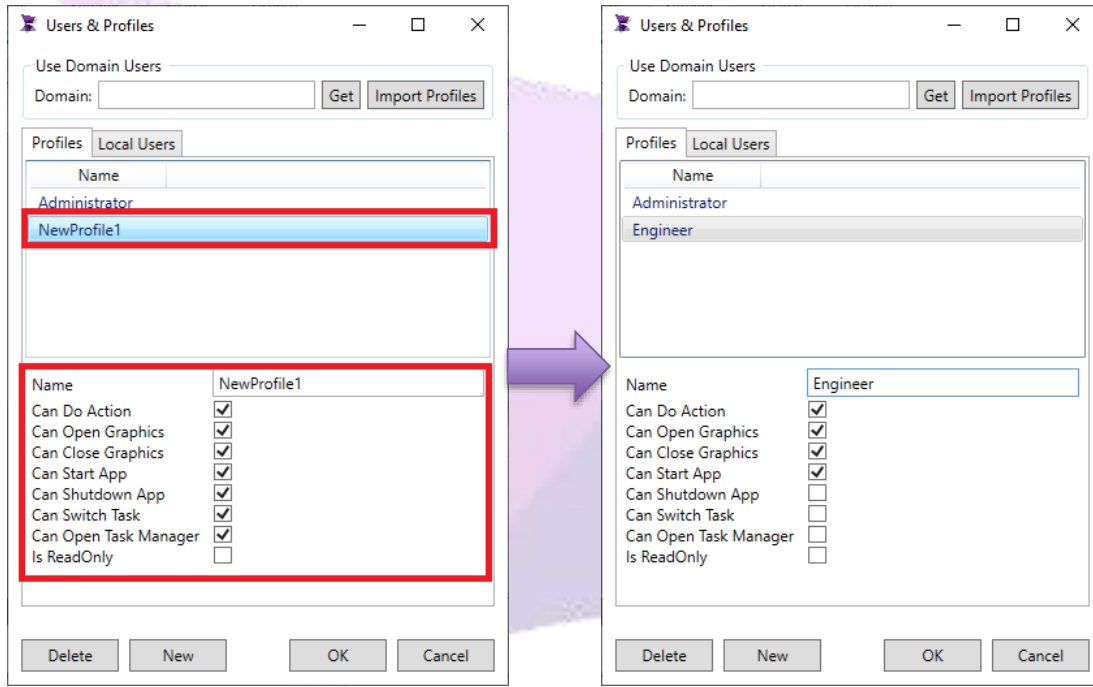 Users & Profiles
Use Domain Users
Domain: Get Import Profiles
Profiles Local Users
Name
Administrator
NewProfile1
Name NewProfile1
Can Do Action
Can Open Graphics
Can Close Graphics
Can Start App
Can Shutdown App
Can Switch Task
Can Open Task Manager
Is ReadOnly
Delete New OK Cancel
Users & Profiles
Use Domain Users
Domain: Get Import Profiles
Profiles Local Users
Name
Administrator
Engineer
Name Engineer
Can Do Action
Can Open Graphics
Can Close Graphics
Can Start App
Can Shutdown App
Can Switch Task
Can Open Task Manager
Is ReadOnly
Delete New OK Cancel